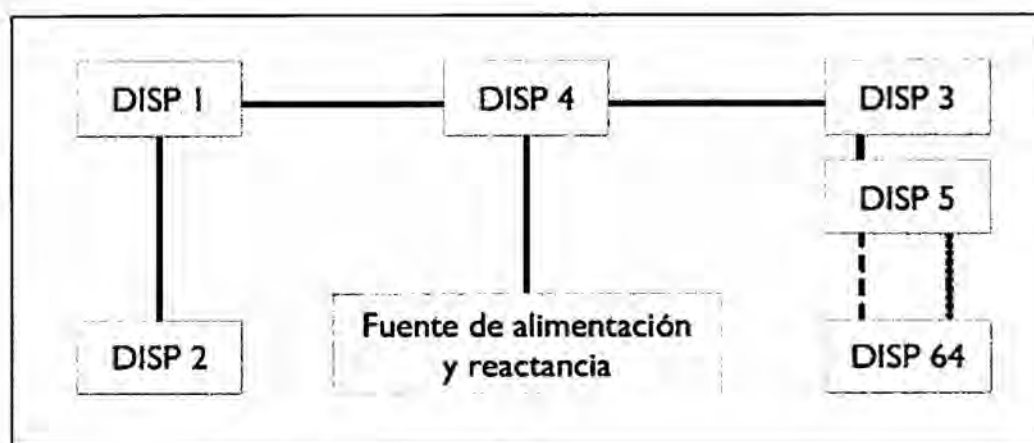 DISP 1
DISP 4
DISP 3
DISP 5
Fuente de alimentación
y reactancia
DISP 2
DISP 64